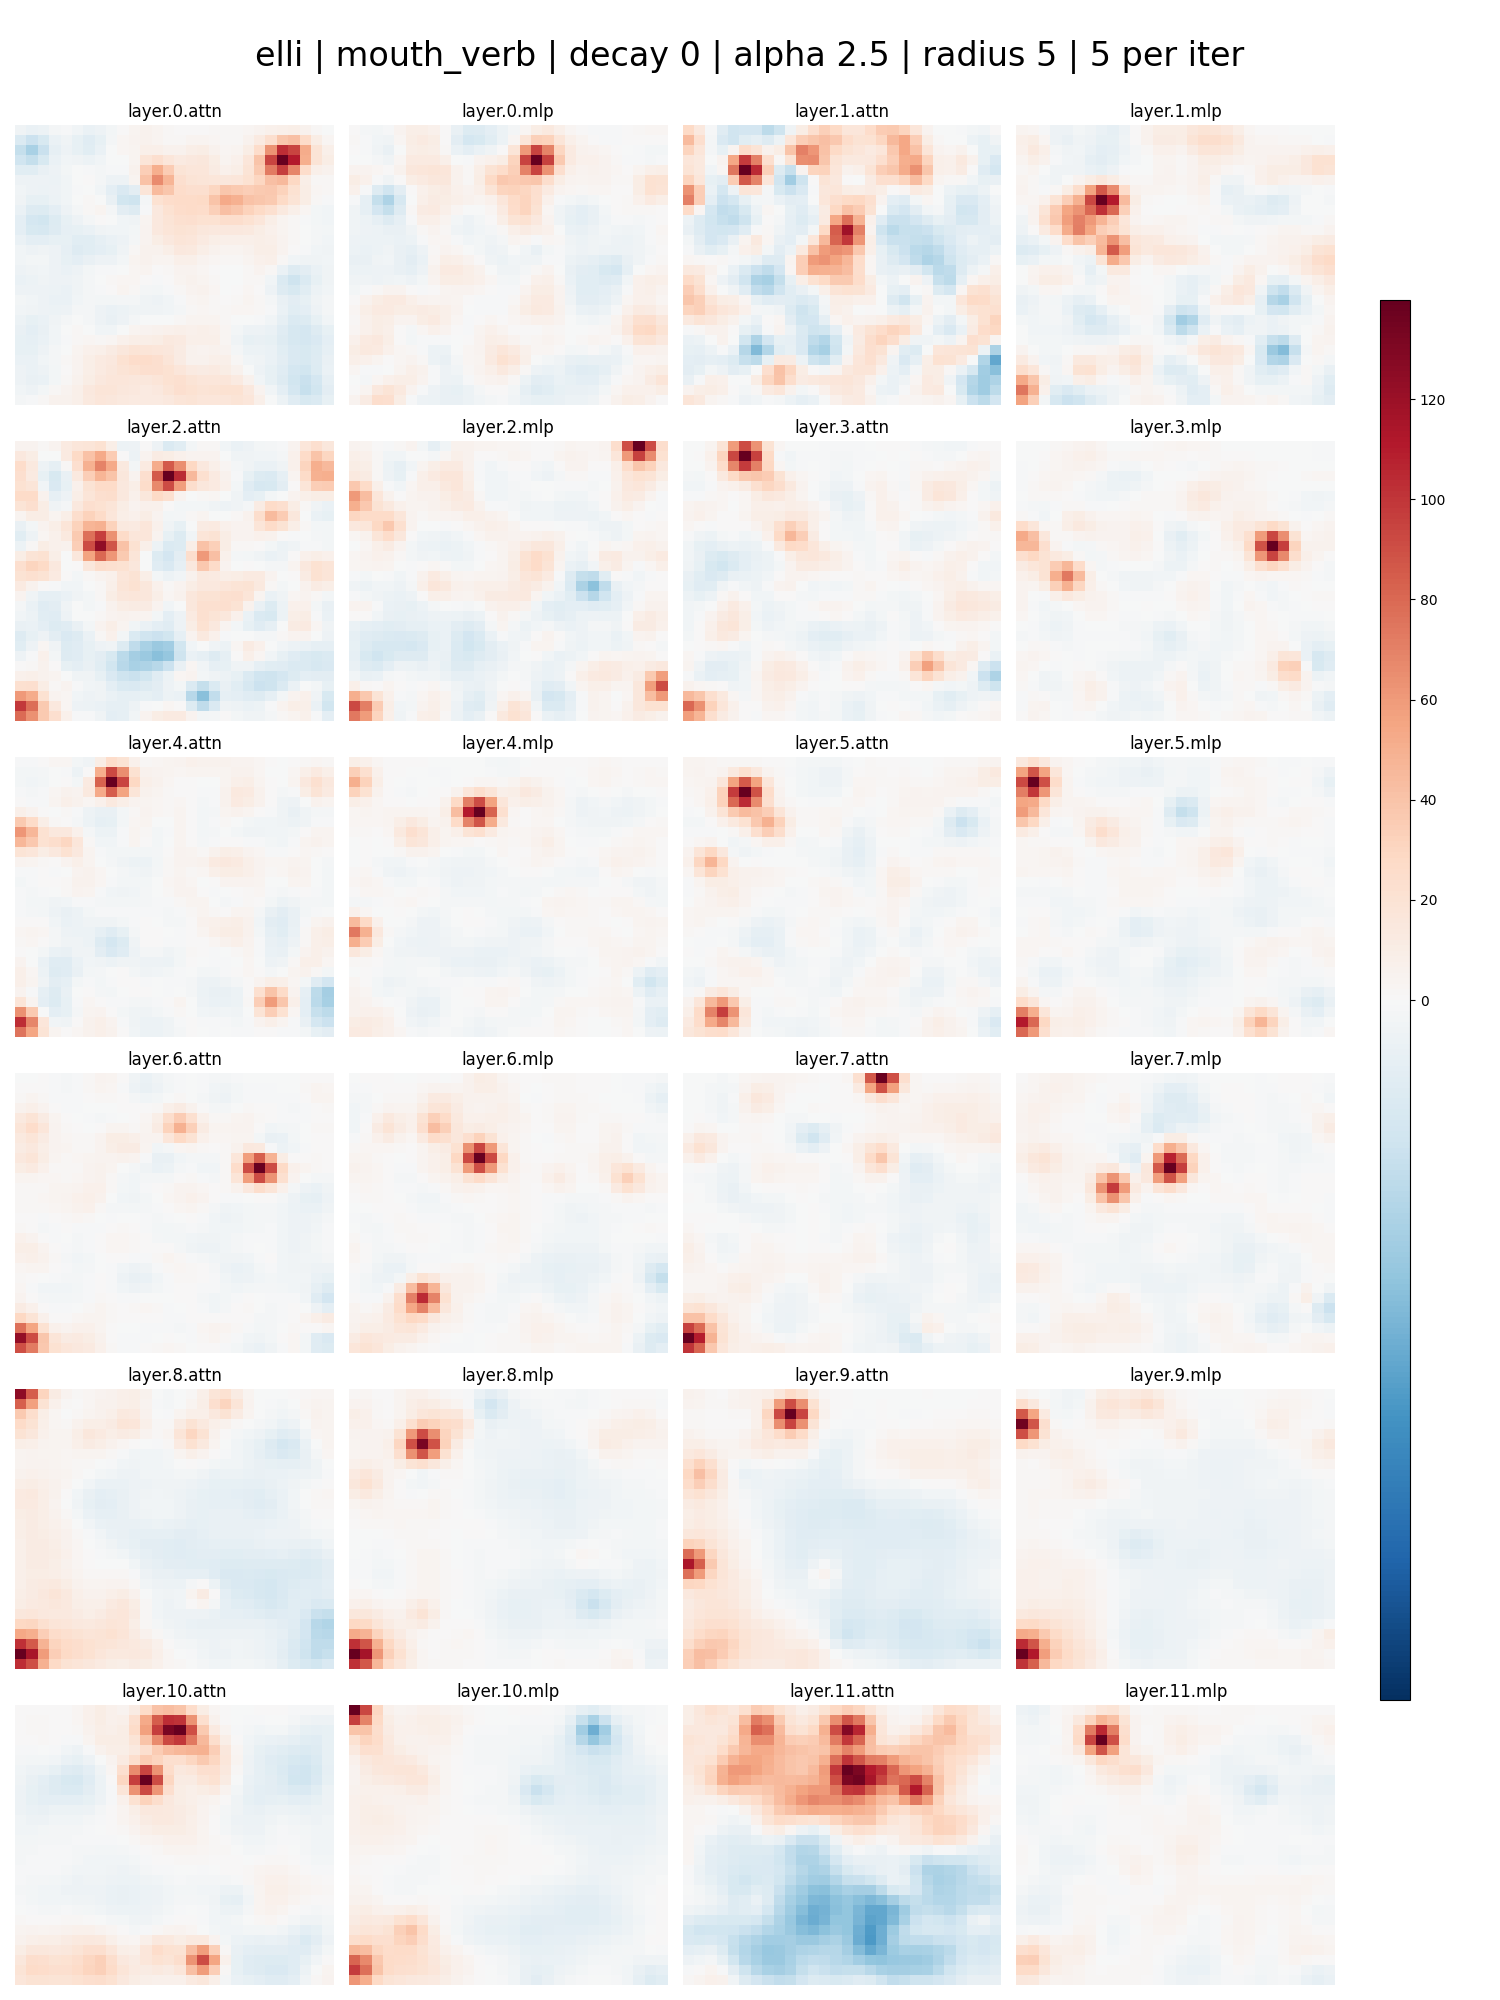 elli | mouth_verb | decay 0 | alpha 2.5 | radius 5 | 5 per iter
layer.0.attn
layer.0.mlp
layer.1.attn
layer.1.mlp
layer.2.attn
layer.2.mlp
layer.3.attn
layer.3.mlp
layer.4.attn
layer.4.mlp
layer.5.attn
layer.5.mlp
layer.6.attn
layer.6.mlp
layer.7.attn
layer.7.mlp
layer.8.attn
layer.8.mlp
layer.9.attn
layer.9.mlp
layer.10.attn
layer.10.mlp
layer.11.attn
layer.11.mlp
120
100
80
60
40
20
0